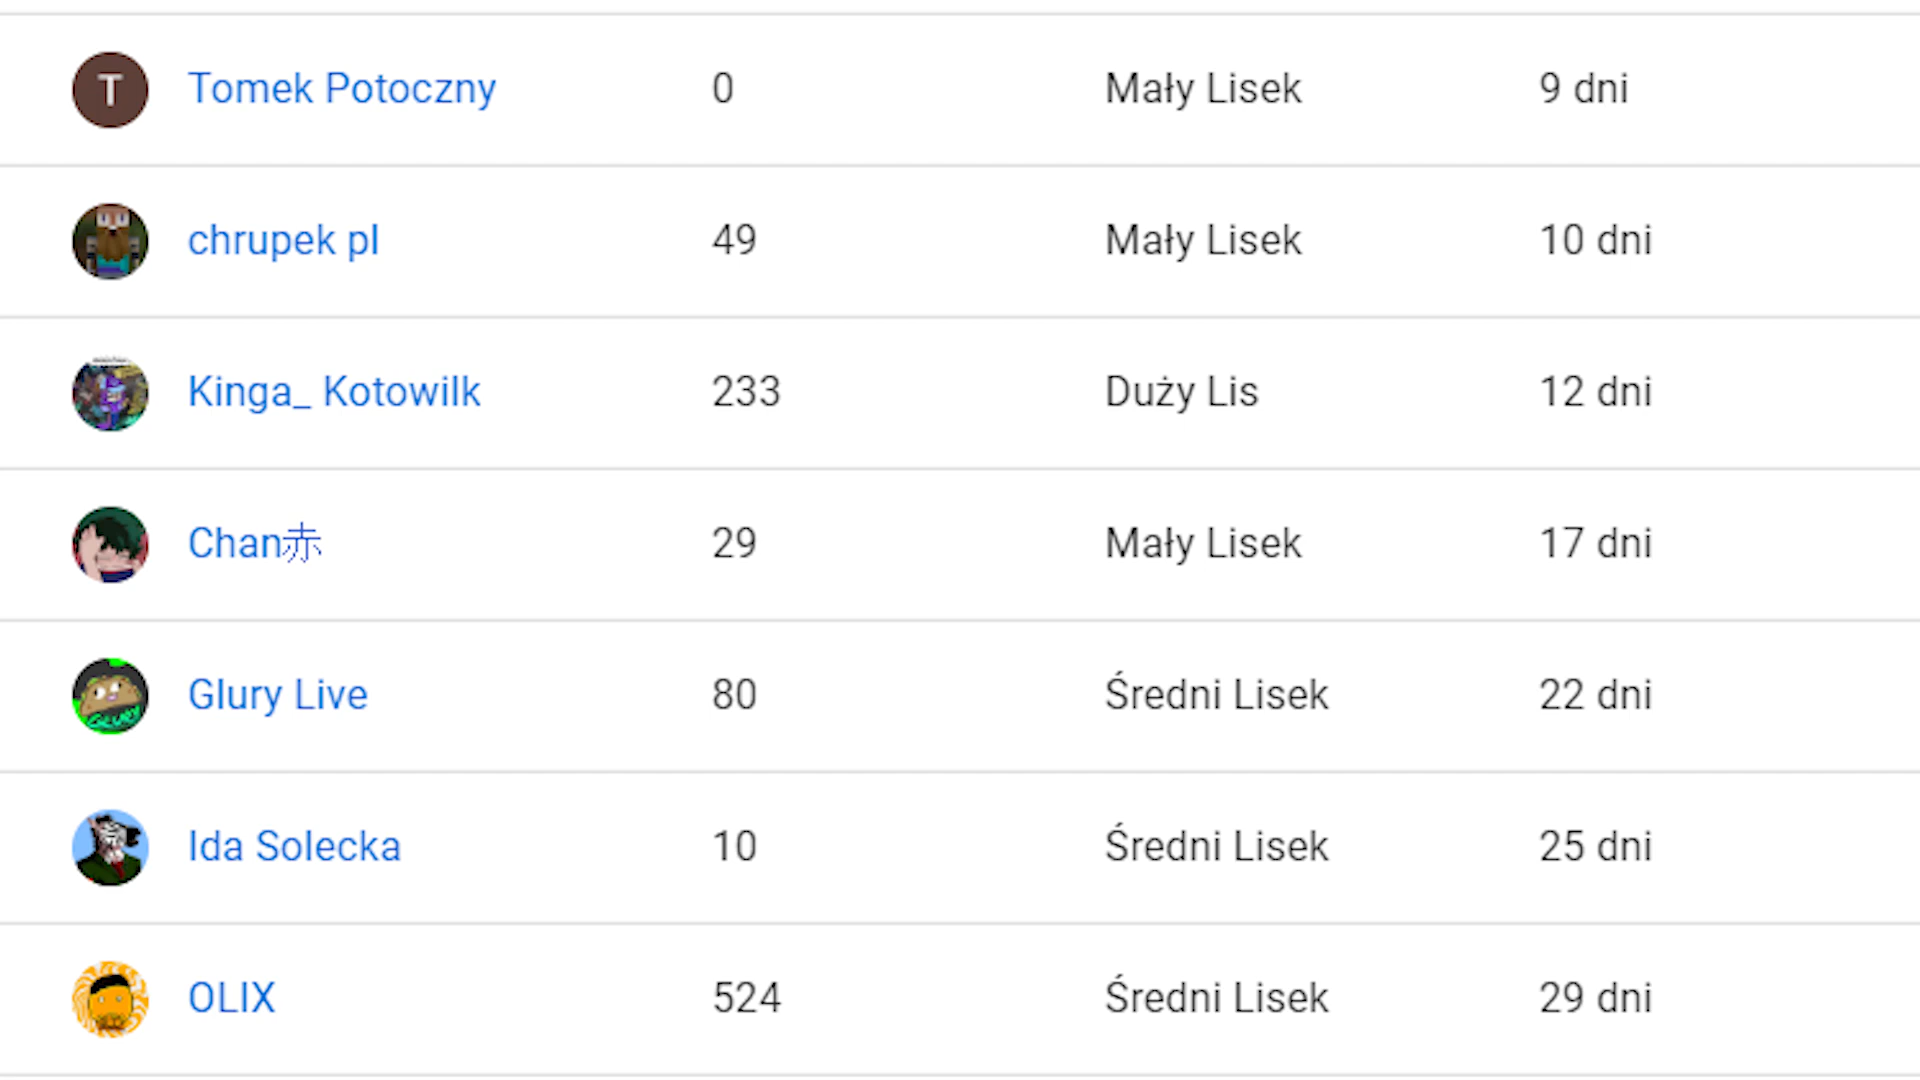 T Tomek Potoczny 0 Mały Lisek 9 dni
chrupek pl 49 Mały Lisek 10 dni
Kinga_ Kotowilk 233 Duży Lis 12 dni
Chan赤 29 Mały Lisek 17 dni
Glury Live 80 Średni Lisek 22 dni
GLURY
Ida Solecka 10 Średni Lisek 25 dni
OLIX 524 Średni Lisek 29 dni